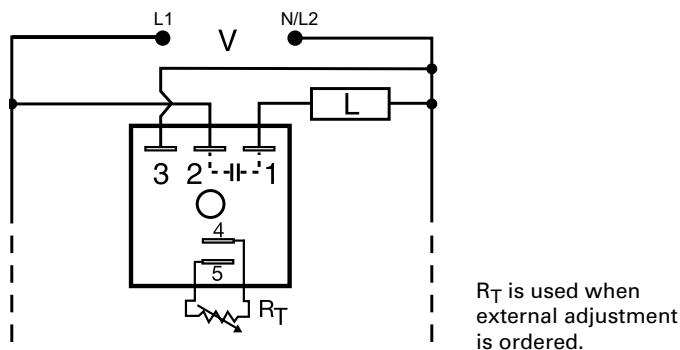 L1
N/L2
V
L
3 2 1
4
5
RT
RT is used when
external adjustment
is ordered.